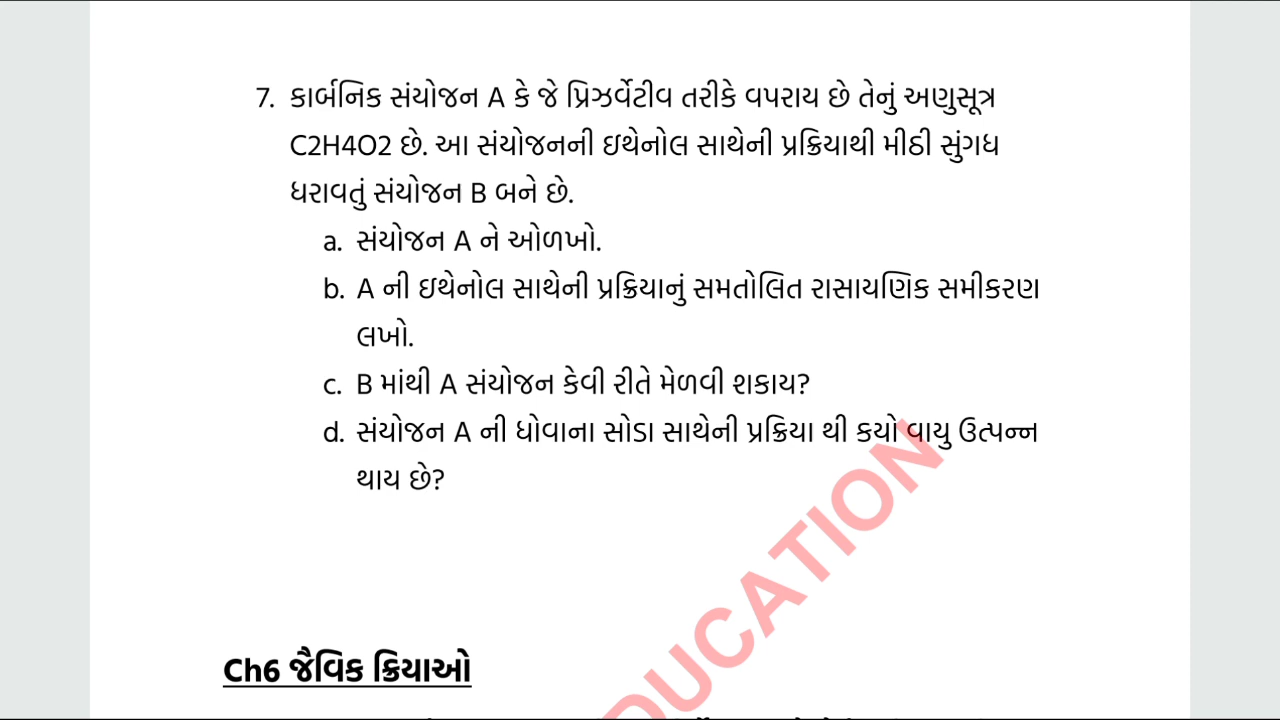 7. કાર્બનિક સંયોજન A કે જે પ્રિઝર્વેટીવ તરીકે વપરાય છે તેનું અણુસૂત્ર
C2H4O2 છે. આ સંયોજનની ઇથેનોલ સાથેની પ્રક્રિયાથી મીઠી સુંગધ
ધરાવતું સંયોજન B બને છે.
a. સંયોજન A ને ઓળખો.
b. A ની ઇથેનોલ સાથેની પ્રક્રિયાનું સમતોલિત રાસાયણિક સમીકરણ
લખો.
c. B માંથી A સંયોજન કેવી રીતે મેળવી શકાય?
d. સંયોજન A ની ધોવાના સોડા સાથેની પ્રક્રિયા થી કયો વાયુ ઉત્પન્ન
થાય છે?
DUCATION
Ch6 જૈવિક ક્રિયાઓ